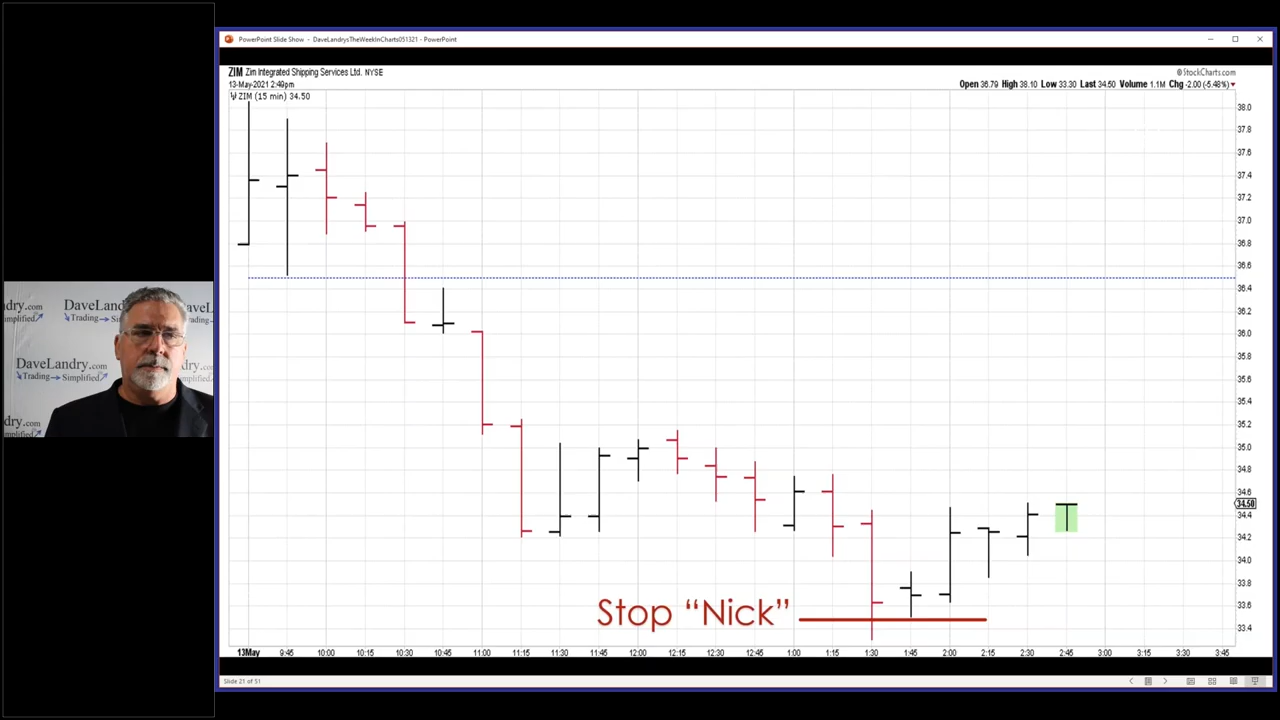 PowerPoint Slide Show - DaveLandrysTheWeekInCharts051321 - PowerPoint
ZIM Zim Integrated Shipping Services Ltd. NYSE
© StockCharts.com
13-May-2021 2:49pm
Open 36.79 High 38.10 Low 33.30 Last 34.50 Volume 1.1M Chg -2.00 (-5.48%)
ZIM (15 min) 34.50
38.0
37.8
37.6
37.4
37.2
37.0
36.8
36.6
36.4
36.2
36.0
35.8
35.6
35.4
35.2
35.0
34.8
34.6
34.50
34.4
34.2
34.0
33.8
33.6
33.4
Stop “Nick”
13May 9:45 10:00 10:15 10:30 10:45 11:00 11:15 11:30 11:45 12:00 12:15 12:30 12:45 1:00 1:15 1:30 1:45 2:00 2:15 2:30 2:45 3:00 3:15 3:30 3:45
Slide 21 of 51
DaveLandry.com
Trading Simplified